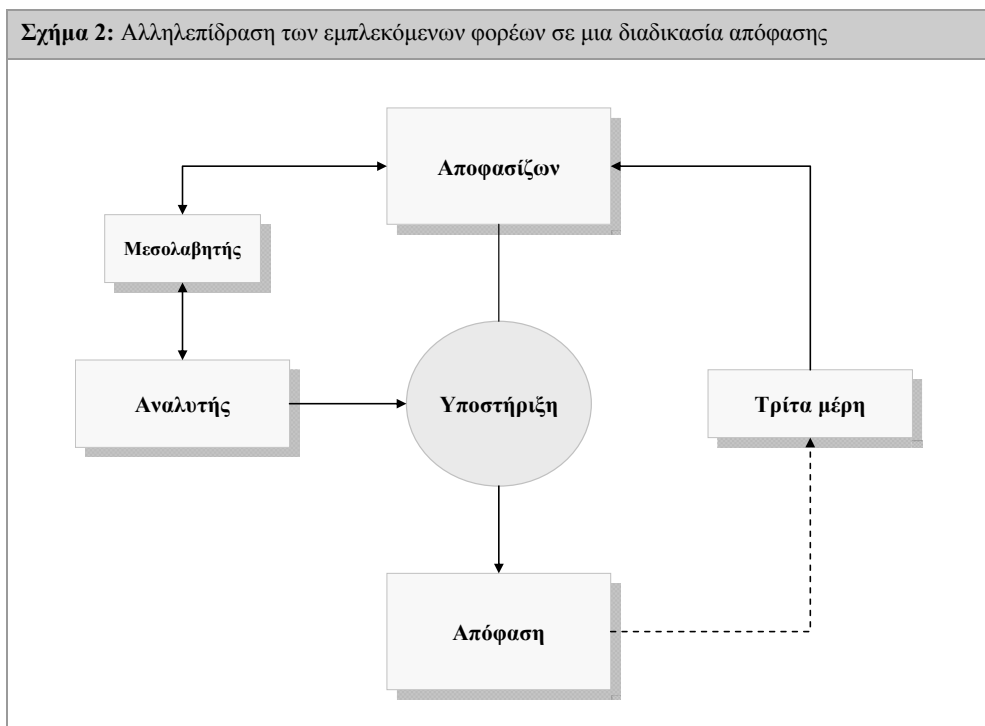 Σχήμα 2: Αλληλεπίδραση των εμπλεκόμενων φορέων σε μια διαδικασία απόφασης
Αποφασίζων
Μεσολαβητής
Αναλυτής
Υποστήριξη
Τρίτα μέρη
Απόφαση